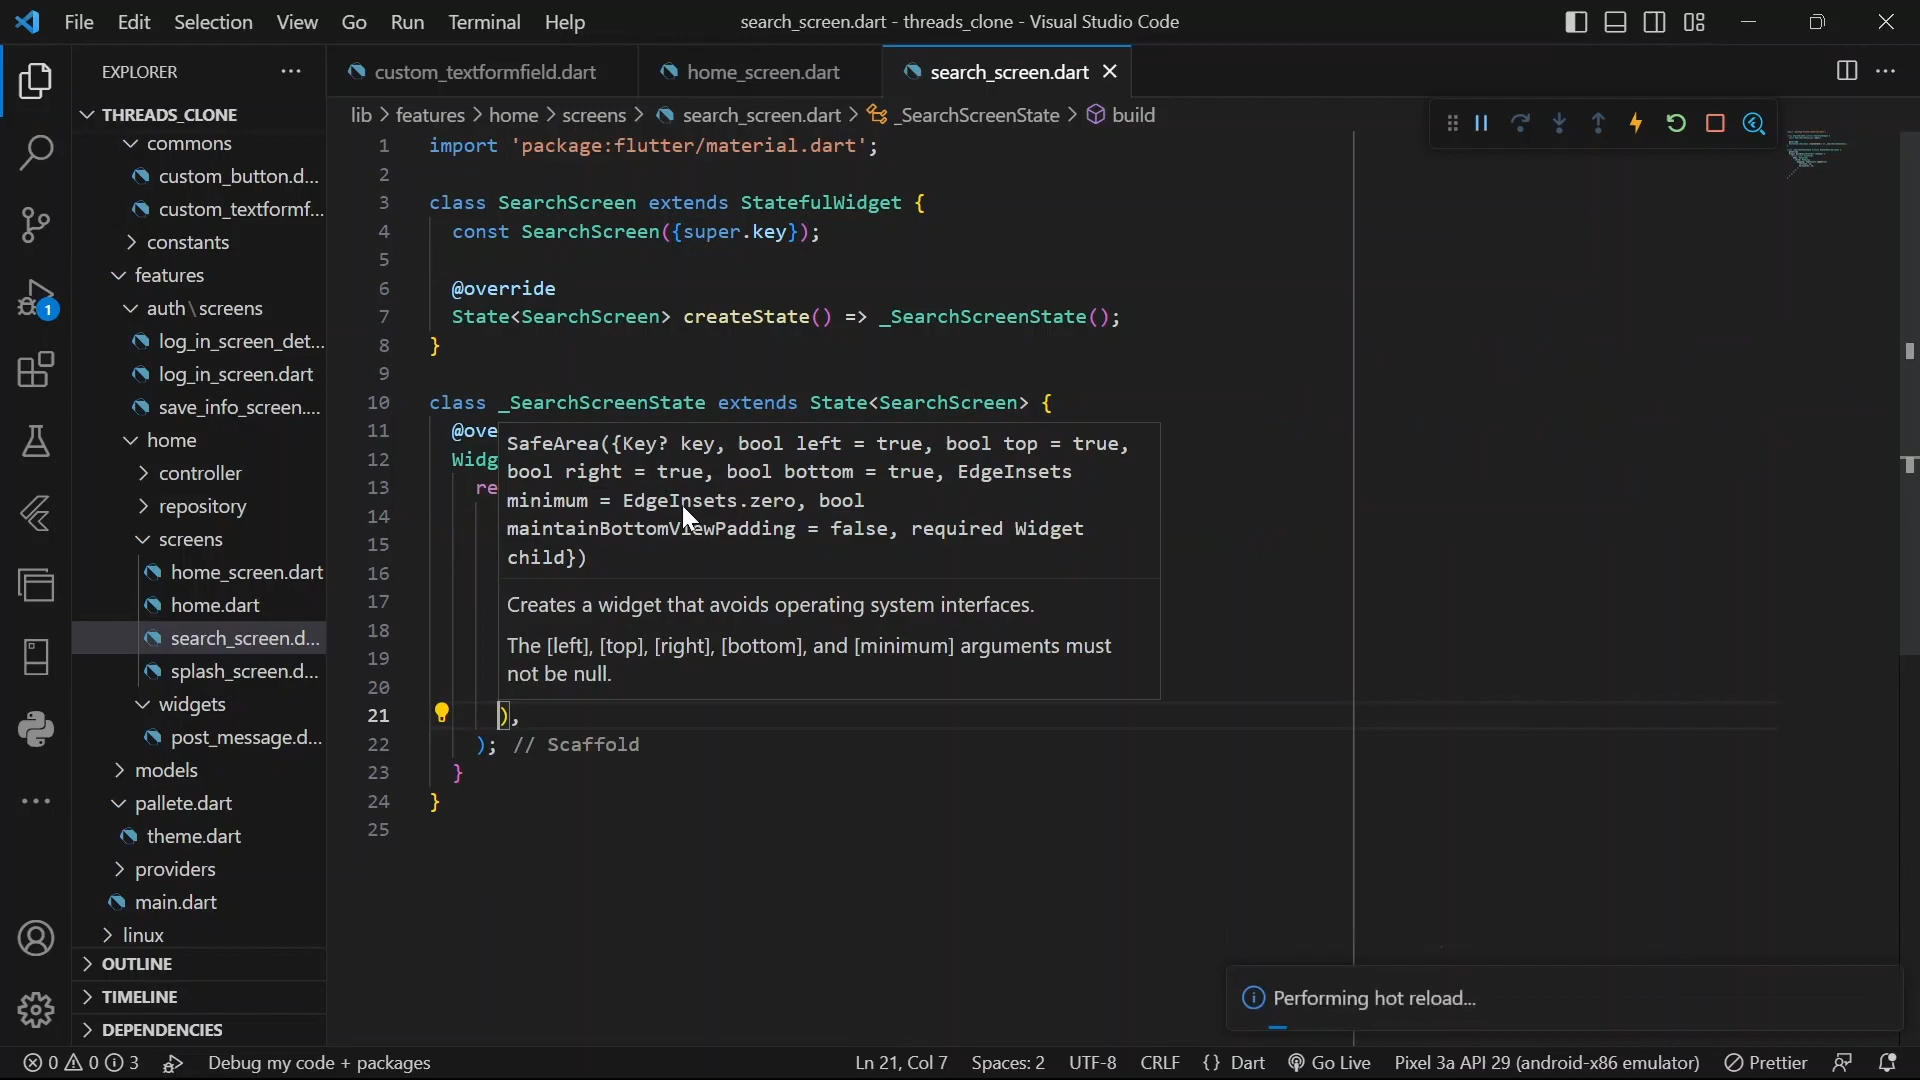 File Edit Selection View Go Run Terminal Help
search_screen.dart - threads_clone - Visual Studio Code
EXPLORER
custom_textformfield.dart
home_screen.dart
search_screen.dart
THREADS_CLONE
commons
custom_button.d...
custom_textformf...
constants
features
auth\screens
log_in_screen_det...
log_in_screen.dart
save_info_screen....
home
controller
repository
screens
home_screen.dart
home.dart
search_screen.d...
splash_screen.d...
widgets
post_message.d...
models
pallete.dart
theme.dart
providers
main.dart
linux
OUTLINE
TIMELINE
DEPENDENCIES
1
lib > features > home > screens > search_screen.dart > _SearchScreenState > build
1 import 'package:flutter/material.dart';
2
3 class SearchScreen extends StatefulWidget {
4 const SearchScreen({super.key});
5
6 @override
7 State<SearchScreen> createState() => _SearchScreenState();
8 }
9
10 class _SearchScreenState extends State<SearchScreen> {
11 @ove
12 Widg
13 re
14
15
16
17
18
19
20
21 ),
22 ); // Scaffold
23 }
24 }
25
SafeArea({Key? key, bool left = true, bool top = true,
bool right = true, bool bottom = true, EdgeInsets
minimum = EdgeInsets.zero, bool
maintainBottomViewPadding = false, required Widget
child})
Creates a widget that avoids operating system interfaces.
The [left], [top], [right], [bottom], and [minimum] arguments must
not be null.
Performing hot reload...
0 0 3 Debug my code + packages
Ln 21, Col 7 Spaces: 2 UTF-8 CRLF {} Dart Go Live Pixel 3a API 29 (android-x86 emulator) Prettier